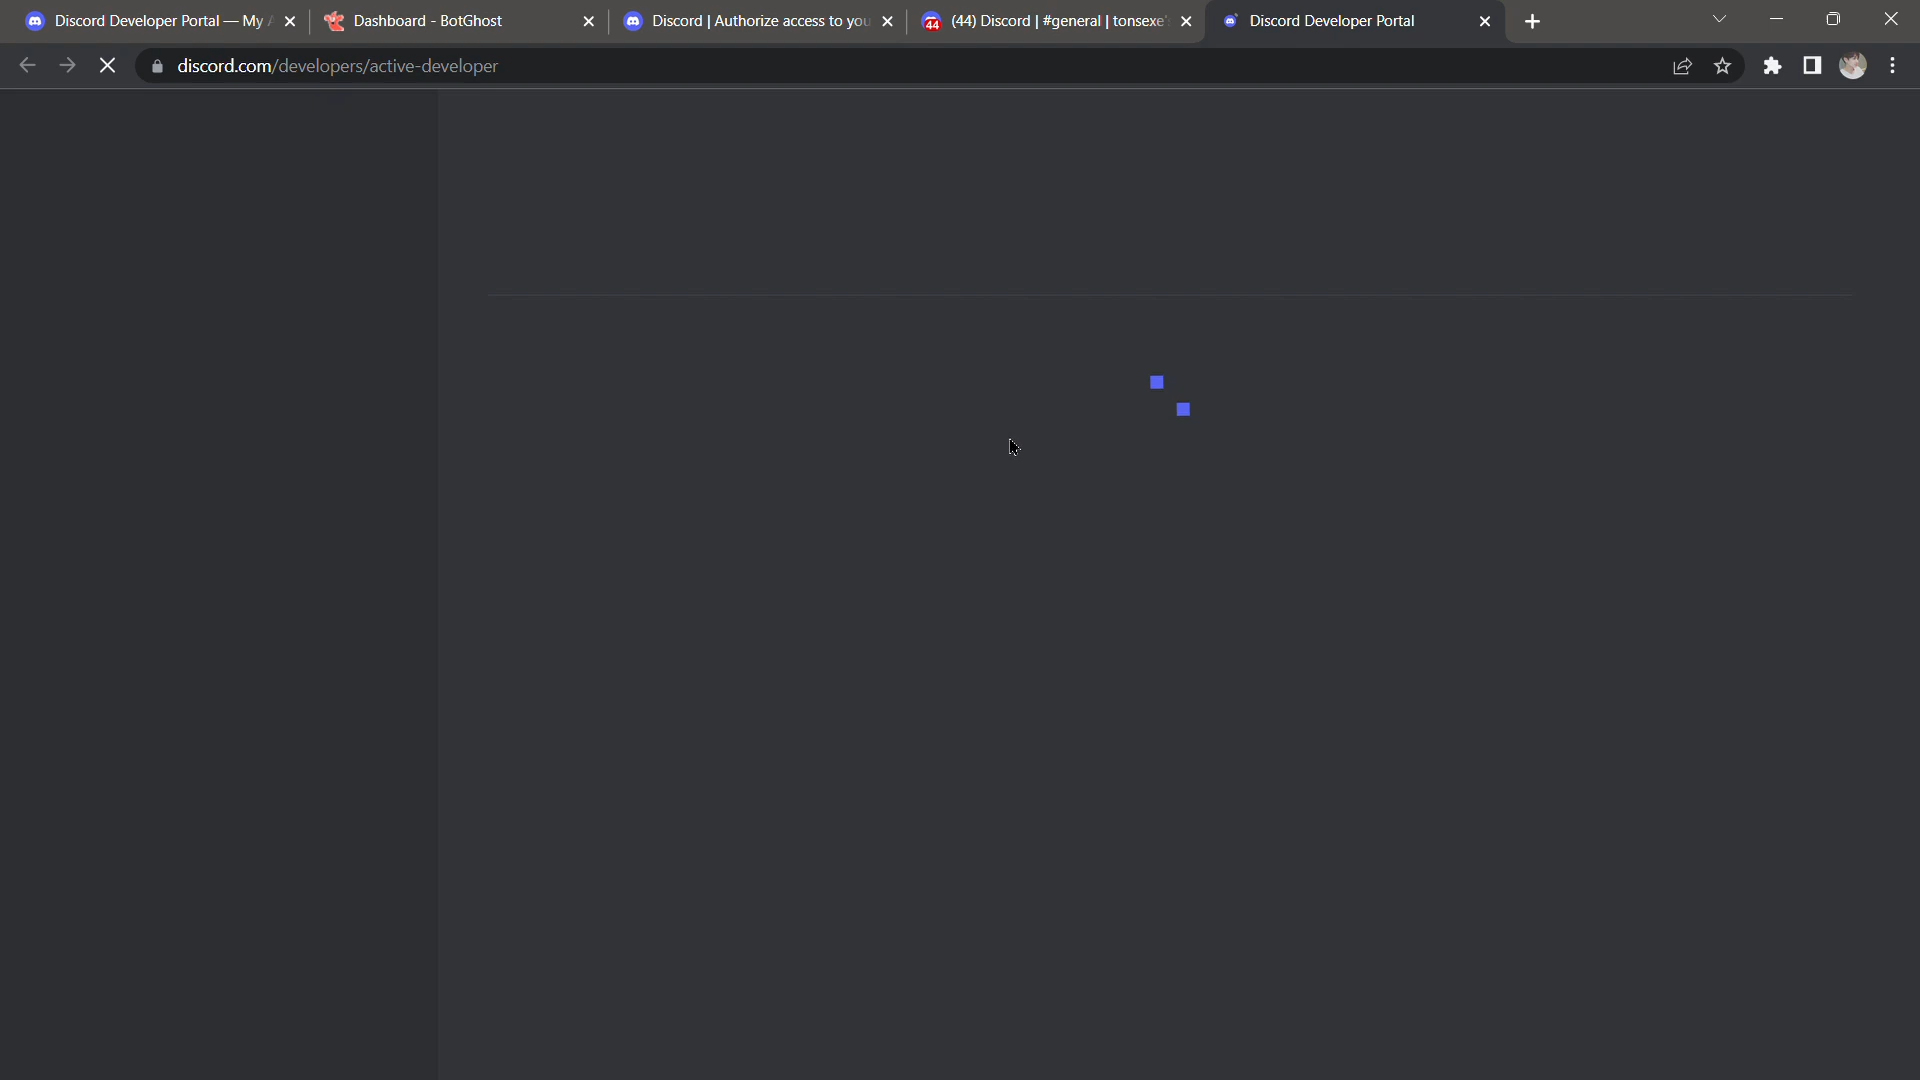 Discord Developer Portal — My A
Dashboard - BotGhost
Discord | Authorize access to you
44
(44) Discord | #general | tonsexe's
Discord Developer Portal
discord.com/developers/active-developer